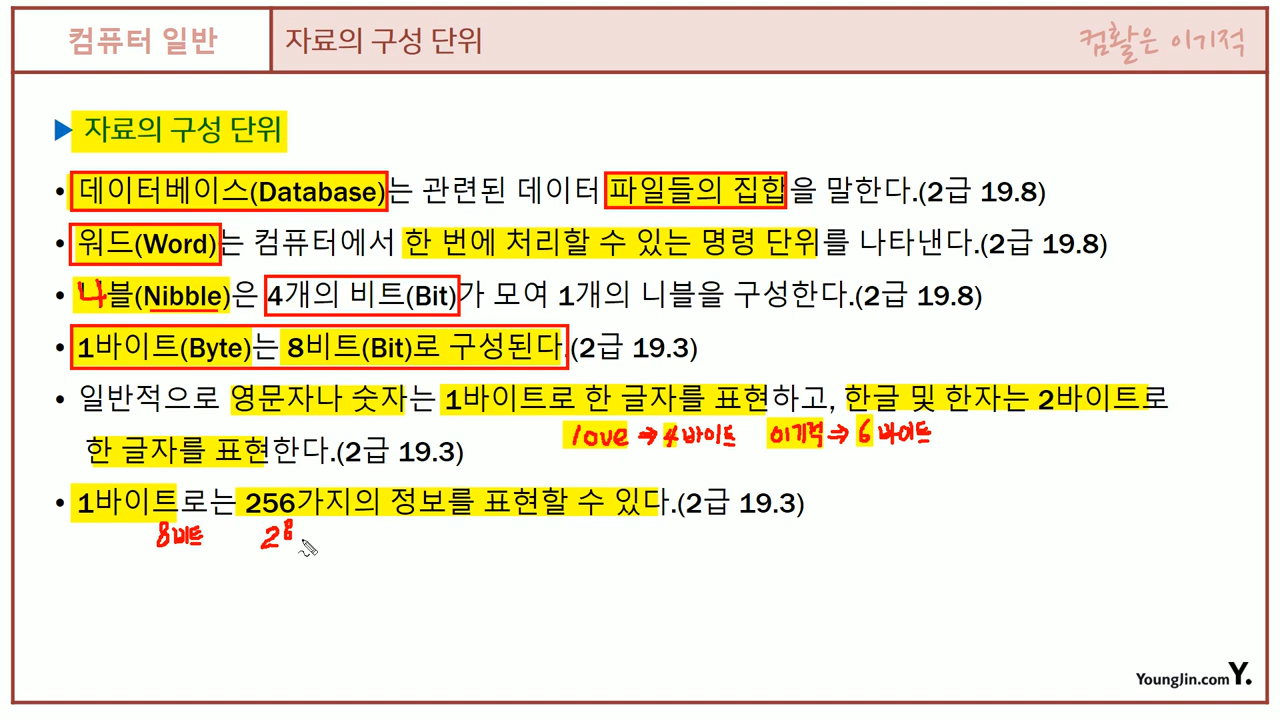 컴퓨터 일반
자료의 구성 단위
컴활은 이기적
▶ 자료의 구성 단위
• 데이터베이스(Database)는 관련된 데이터 파일들의 집합을 말한다.(2급 19.8)
• 워드(Word)는 컴퓨터에서 한 번에 처리할 수 있는 명령 단위를 나타낸다.(2급 19.8)
• 니블(Nibble)은 4개의 비트(Bit)가 모여 1개의 니블을 구성한다.(2급 19.8)
• 1바이트(Byte)는 8비트(Bit)로 구성된다.(2급 19.3)
• 일반적으로 영문자나 숫자는 1바이트로 한 글자를 표현하고, 한글 및 한자는 2바이트로
love → 4바이트 이기적 → 6바이트
한 글자를 표현한다.(2급 19.3)
• 1바이트로는 256가지의 정보를 표현할 수 있다.(2급 19.3)
8비트 2⁸
YoungJin.com Y.